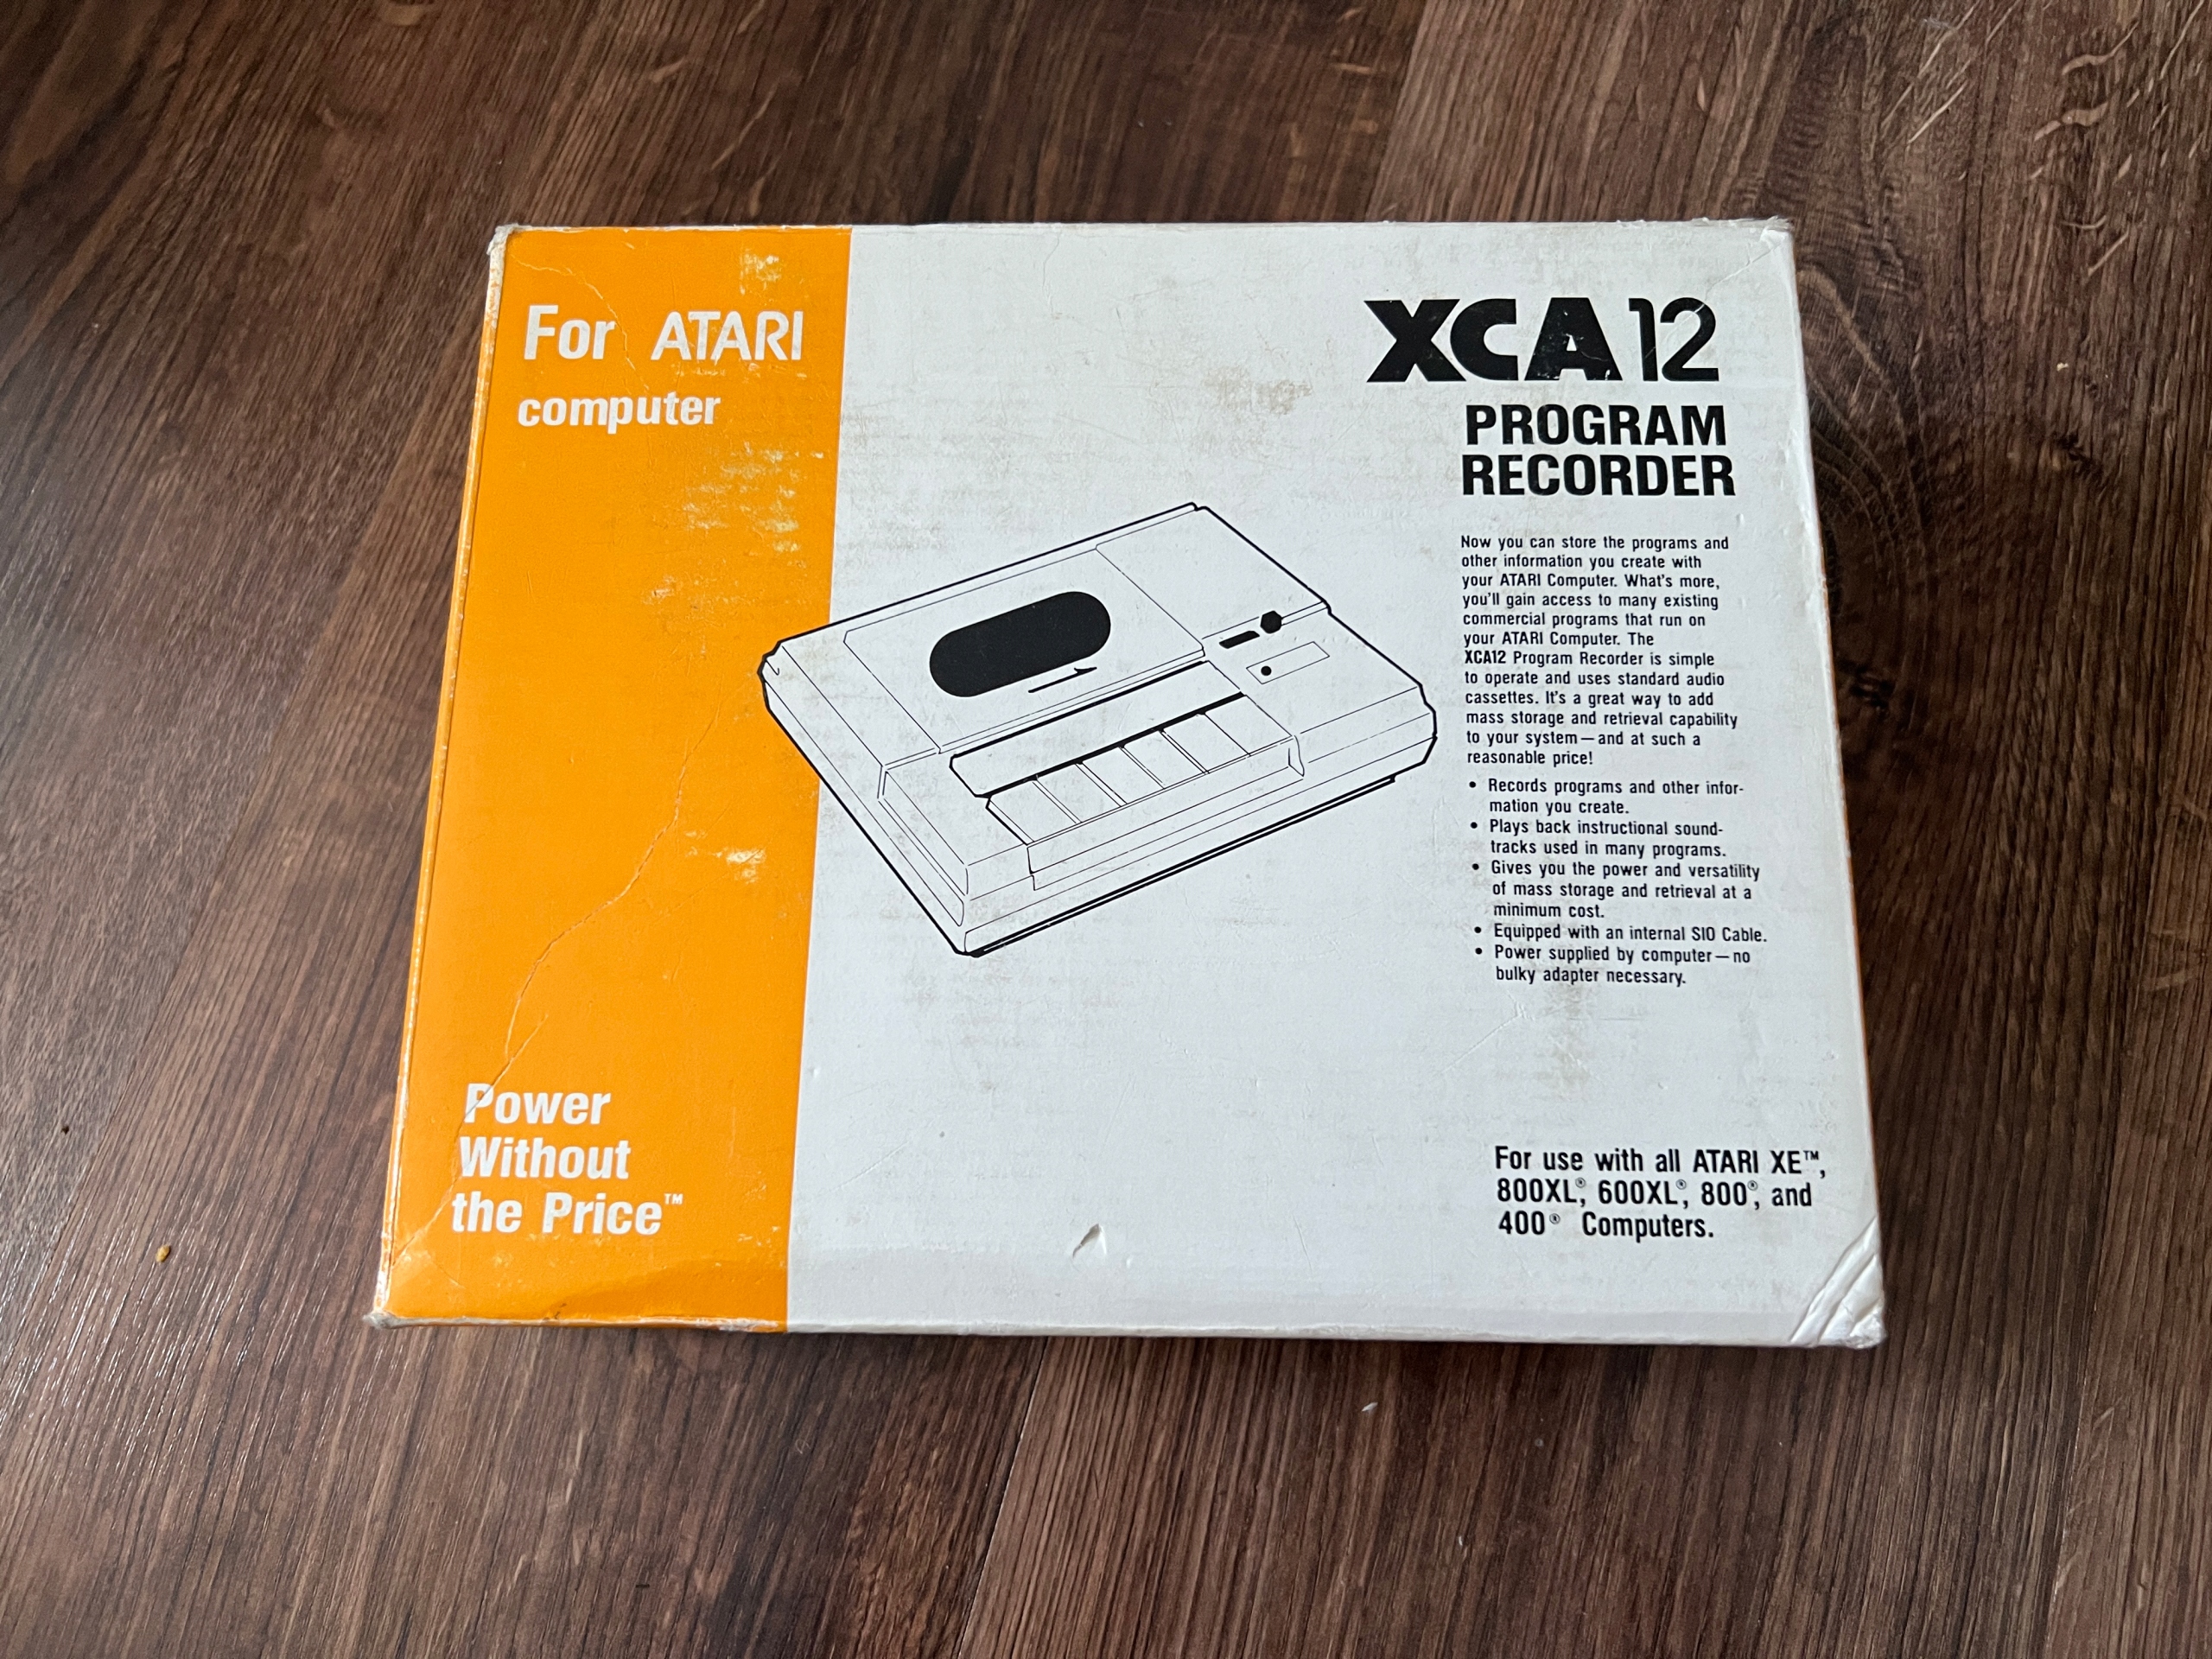 For ATARI
computer
Power
Without
the Price™
XCA12
PROGRAM
RECORDER
Now you can store the programs and
other information you create with
your ATARI Computer. What's more,
you'll gain access to many existing
commercial programs that run on
your ATARI Computer. The
XCA12 Program Recorder is simple
to operate and uses standard audio
cassettes. It's a great way to add
mass storage and retrieval capability
to your system — and at such a
reasonable price!
• Records programs and other infor-
mation you create.
• Plays back instructional sound-
tracks used in many programs.
• Gives you the power and versatility
of mass storage and retrieval at a
minimum cost.
• Equipped with an internal SIO Cable.
• Power supplied by computer — no
bulky adapter necessary.
For use with all ATARI XE™,
800XL®, 600XL®, 800®, and
400® Computers.